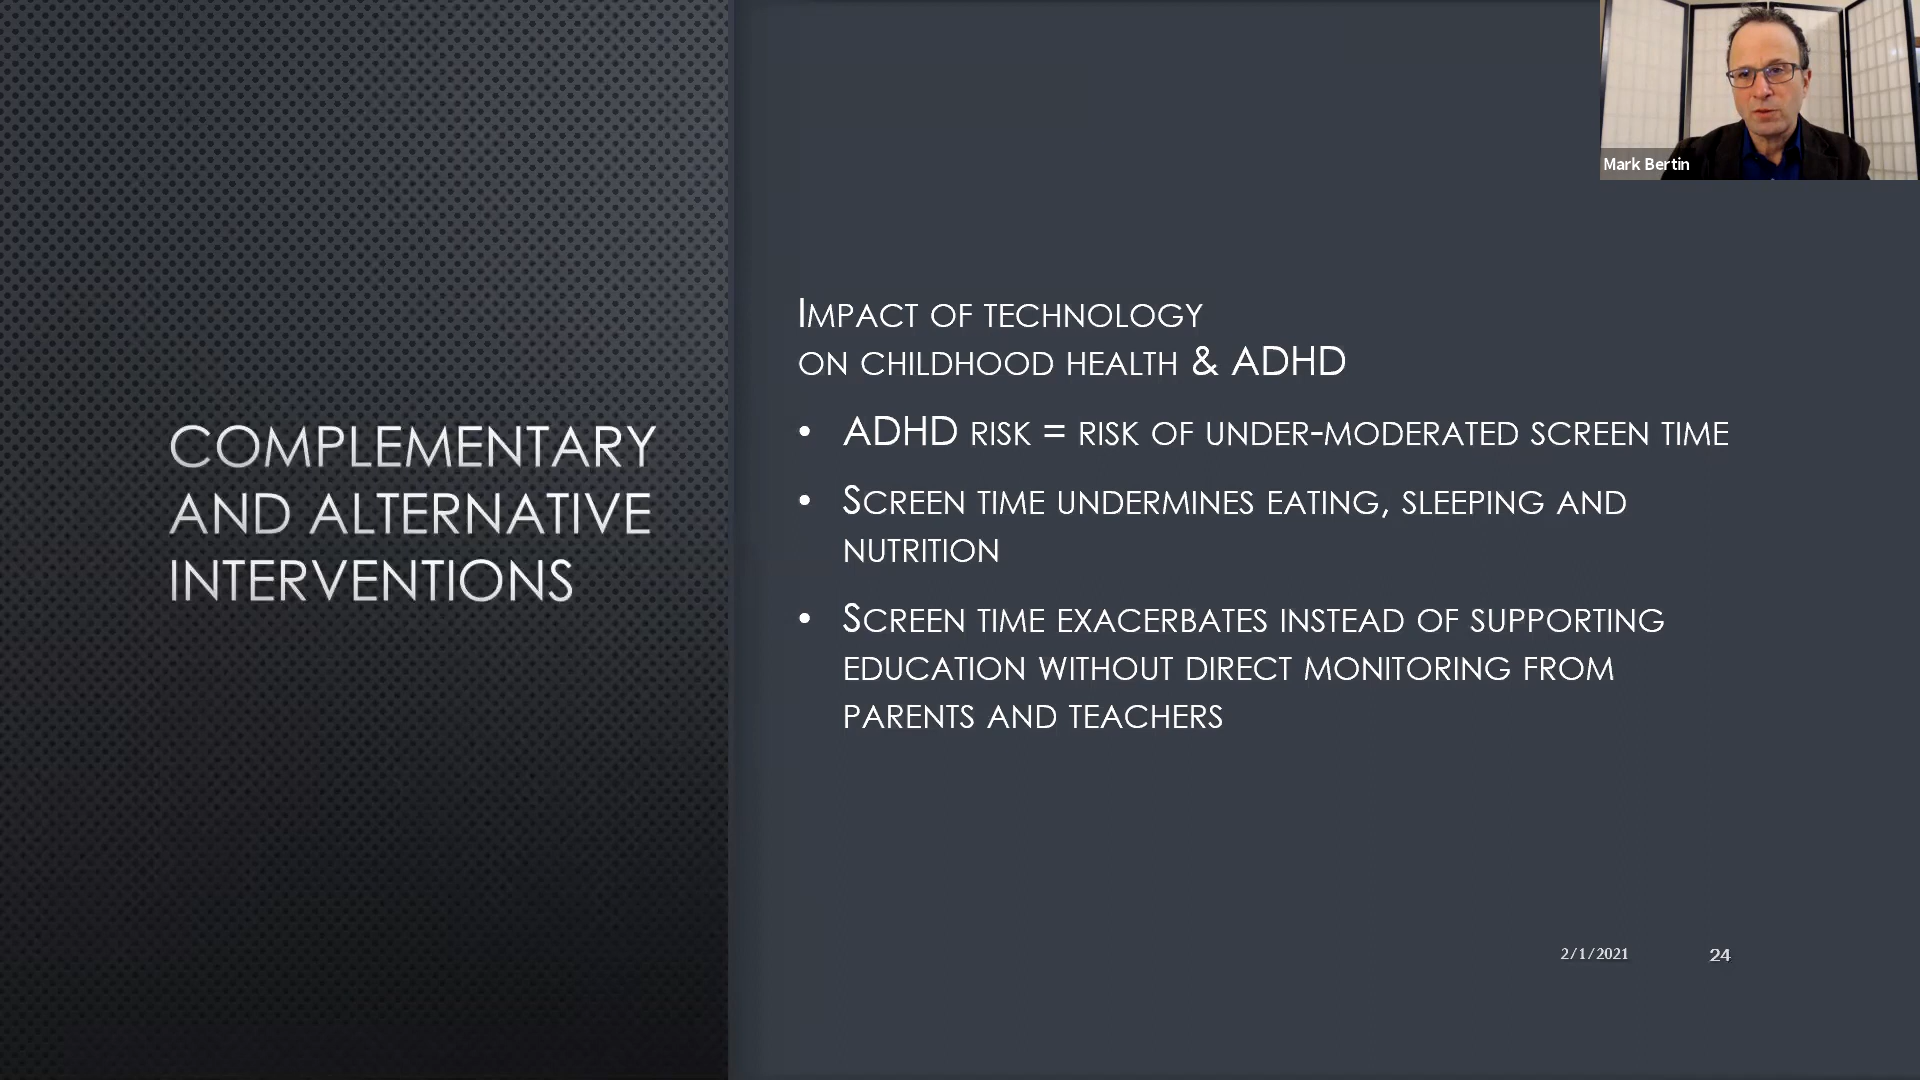 Mark Bertin
COMPLEMENTARY
AND ALTERNATIVE
INTERVENTIONS
Impact of technology
on childhood health & ADHD
• ADHD risk = risk of under-moderated screen time
• Screen time undermines eating, sleeping and
nutrition
• Screen time exacerbates instead of supporting
education without direct monitoring from
parents and teachers
2/1/2021
24